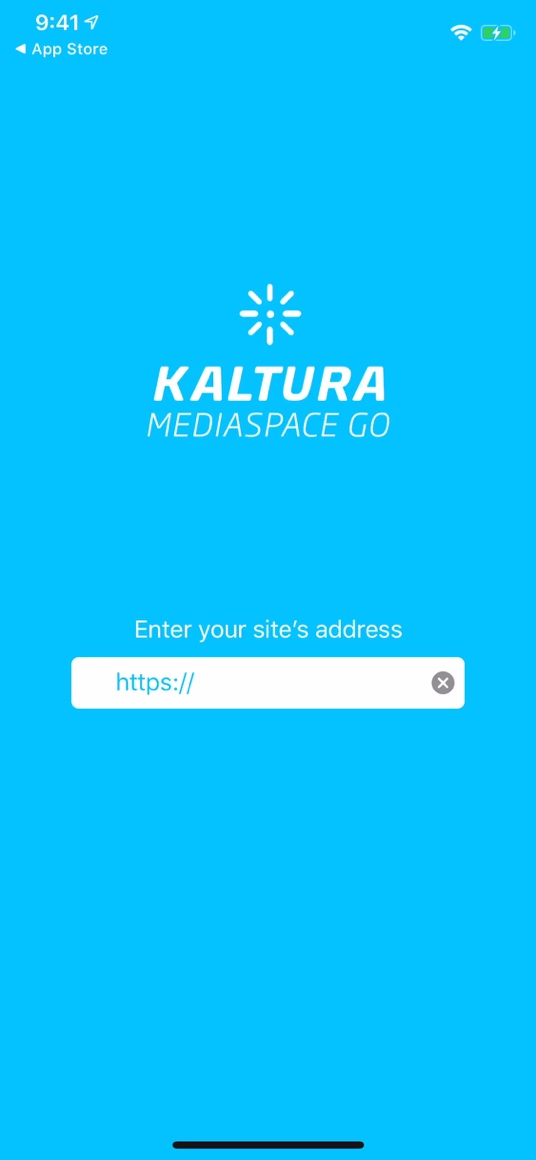 9:41
◀ App Store
KALTURA
MEDIASPACE GO
Enter your site’s address
https://